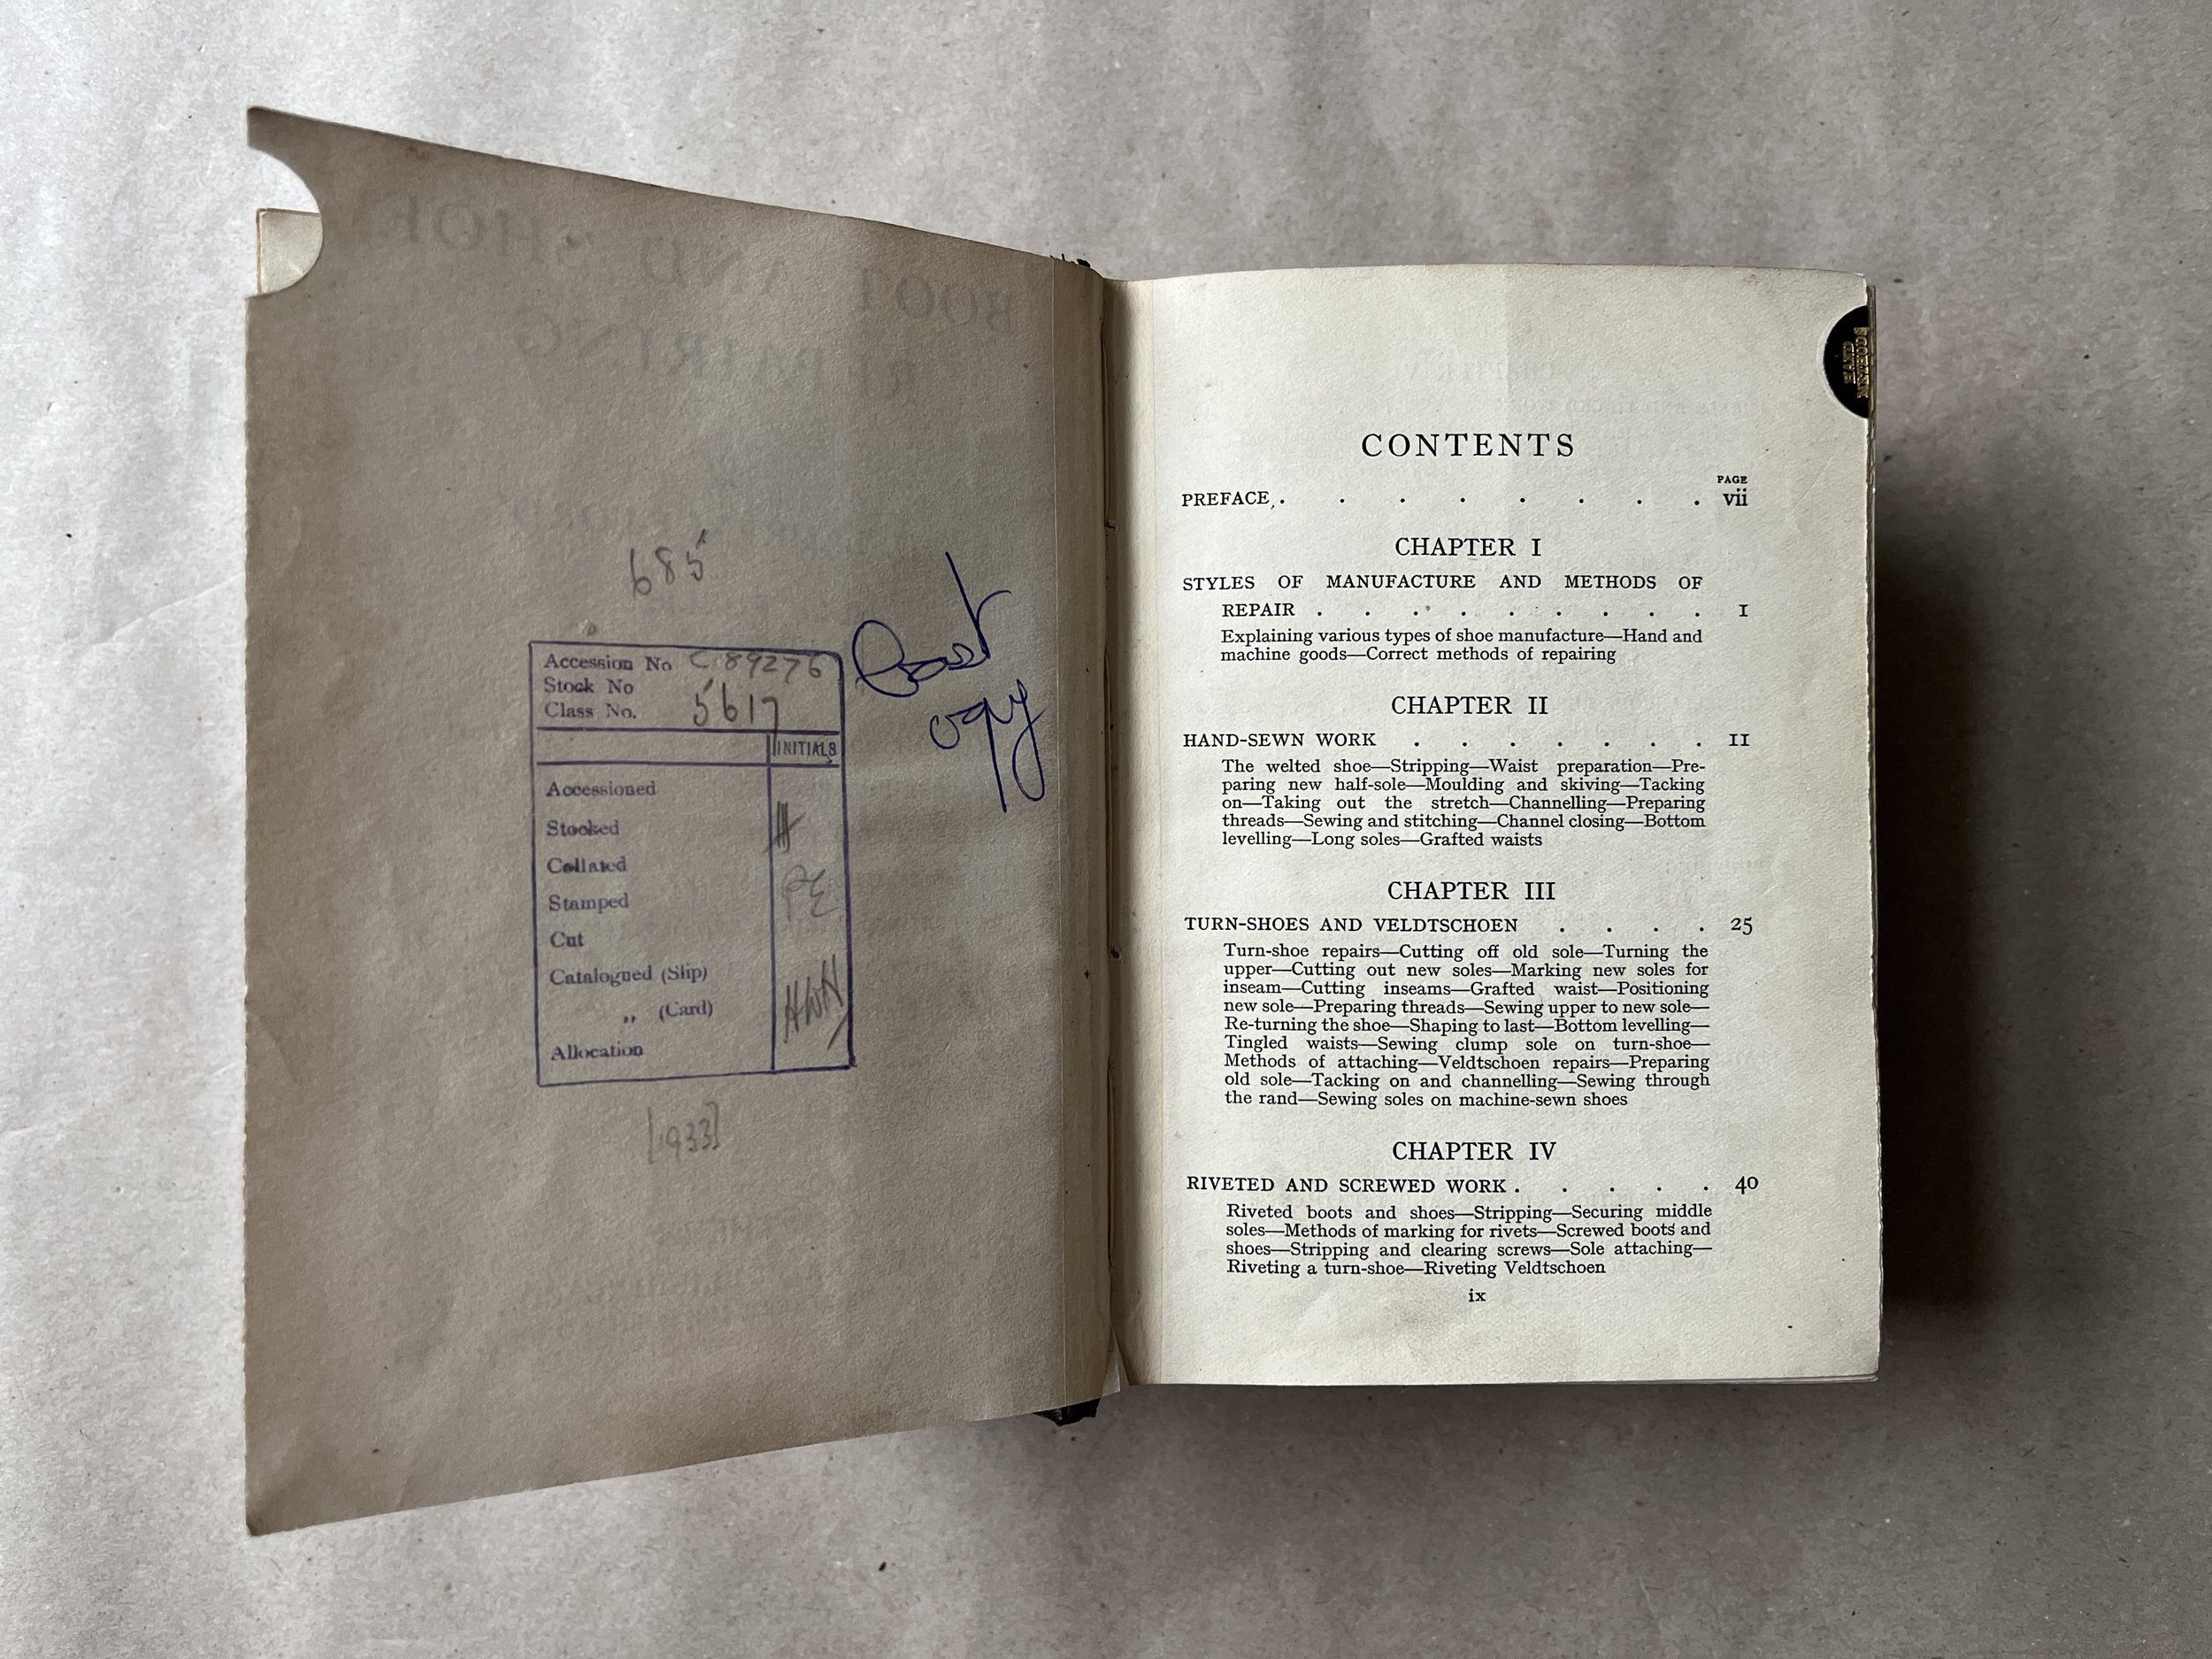 BOOT AND SHOE
REPAIRING
685
Accession No C 89276
Stock No
Class No. 5617
INITIALS
Accessioned
Stocked
Collated
Stamped
Cut
Catalogued (Slip)
„ (Card)
Allocation
HWH
[1933]
copy
HAND
METHODS
CONTENTS
PAGE
PREFACE . . . . . . . . vii
CHAPTER I
STYLES OF MANUFACTURE AND METHODS OF
REPAIR . . . . . . . . . 1
Explaining various types of shoe manufacture—Hand and
machine goods—Correct methods of repairing
CHAPTER II
HAND-SEWN WORK . . . . . . . 11
The welted shoe—Stripping—Waist preparation—Pre-
paring new half-sole—Moulding and skiving—Tacking
on—Taking out the stretch—Channelling—Preparing
threads—Sewing and stitching—Channel closing—Bottom
levelling—Long soles—Grafted waists
CHAPTER III
TURN-SHOES AND VELDTSCHOEN . . . . 25
Turn-shoe repairs—Cutting off old sole—Turning the
upper—Cutting out new soles—Marking new soles for
inseam—Cutting inseams—Grafted waist—Positioning
new sole—Preparing threads—Sewing upper to new sole—
Re-turning the shoe—Shaping to last—Bottom levelling—
Tingled waists—Sewing clump sole on turn-shoe—
Methods of attaching—Veldtschoen repairs—Preparing
old sole—Tacking on and channelling—Sewing through
the rand—Sewing soles on machine-sewn shoes
CHAPTER IV
RIVETED AND SCREWED WORK . . . . . 40
Riveted boots and shoes—Stripping—Securing middle
soles—Methods of marking for rivets—Screwed boots and
shoes—Stripping and clearing screws—Sole attaching—
Riveting a turn-shoe—Riveting Veldtschoen
ix